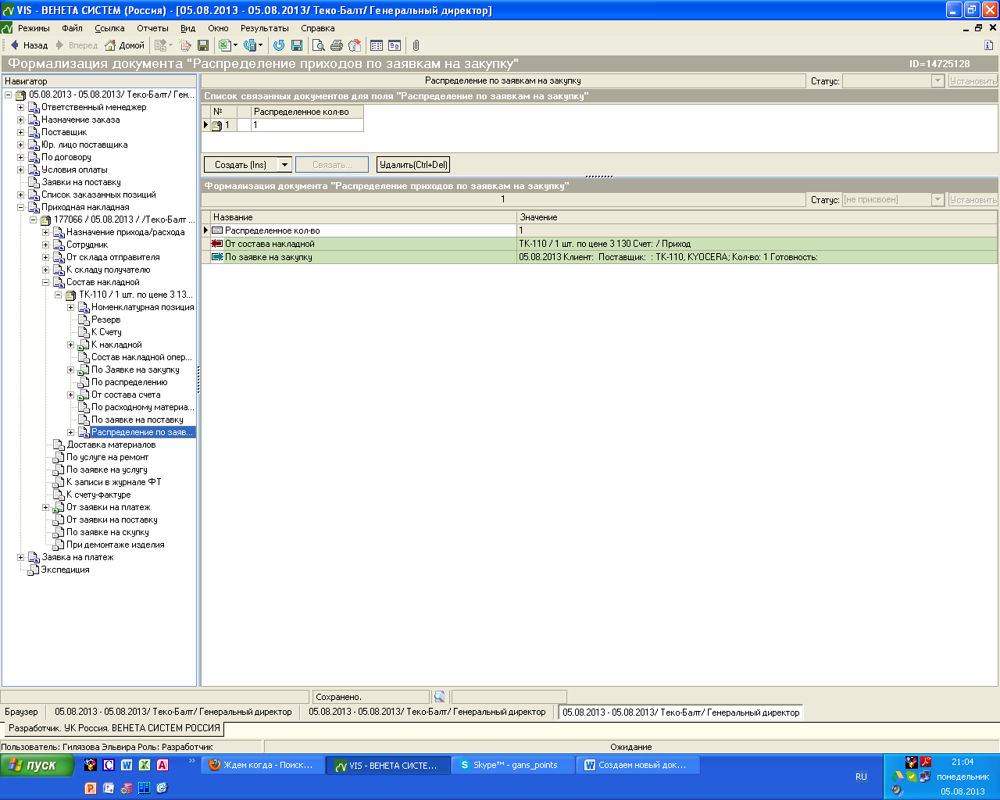 VIS - ВЕНЕТА СИСТЕМ (Россия) - [05.08.2013 - 05.08.2013/ Теко-Балт/ Генеральный директор]
Режимы Файл Ссылка Отчеты Вид Окно Результаты Справка
Назад Вперед Домой
Формализация документа "Распределение приходов по заявкам на закупку" ID=14725128
Навигатор
05.08.2013 - 05.08.2013/ Теко-Балт/ Ген...
Ответственный менеджер
Назначение заказа
Поставщик
Юр. лицо поставщика
По договору
Условия оплаты
Заявки на поставку
Список заказанных позиций
Приходная накладная
177066 / 05.08.2013 / /Теко-Балт ...
Назначение прихода/расхода
Сотрудник
От склада отправителя
К складу получателю
Состав накладной
ТК-110 / 1 шт. по цене 3 13...
Номенклатурная позиция
Резерв
К Счету
К накладной
Состав накладной опер...
По Заявке на закупку
По распределению
От состава счета
По расходному материа...
По заявке на поставку
Распределение по заяв...
Доставка материалов
По услуге на ремонт
По заявке на услугу
К записи в журнале ФТ
К счету-фактуре
От заявки на платеж
От заявки на поставку
По заявке на скупку
При демонтаже изделия
Заявка на платеж
Экспедиция
Распределение по заявкам на закупку Статус: Установить
Список связанных документов для поля "Распределение по заявкам на закупку"
№ Распределенное кол-во
1 1
Создать (Ins) Связать... Удалить(Ctrl+Del)
Формализация документа "Распределение приходов по заявкам на закупку"
1 Статус: [не присвоен] Установить
Название Значение
Распределенное кол-во 1
От состава накладной ТК-110 / 1 шт. по цене 3 130 Счет: / Приход
По заявке на закупку 05.08.2013 Клиент: Поставщик: : ТК-110, KYOCERA; Кол-во: 1 Готовность:
Сохранено.
Браузер 05.08.2013 - 05.08.2013/ Теко-Балт/ Генеральный директор 05.08.2013 - 05.08.2013/ Теко-Балт/ Генеральный директор 05.08.2013 - 05.08.2013/ Теко-Балт/ Генеральный директор
Разработчик. УК Россия. ВЕНЕТА СИСТЕМ РОССИЯ
Пользователь: Гилязова Эльвира Роль: Разработчик Ожидание
пуск Ждем когда - Поиск... VIS - ВЕНЕТА СИСТЕ... Skype™ - gans_points Создаем новый док... RU 21:04
понедельник
05.08.2013